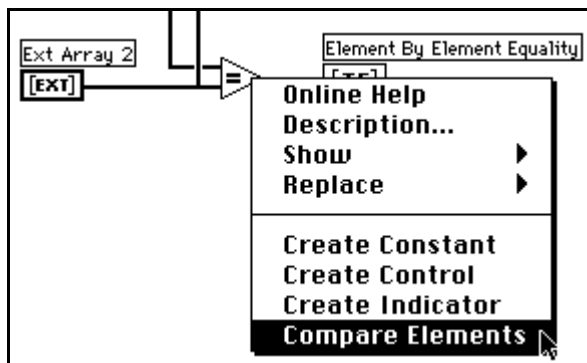 Ext Array 2
[EXT]
=
Element By Element Equality
Online Help
Description...
Show
Replace
Create Constant
Create Control
Create Indicator
Compare Elements